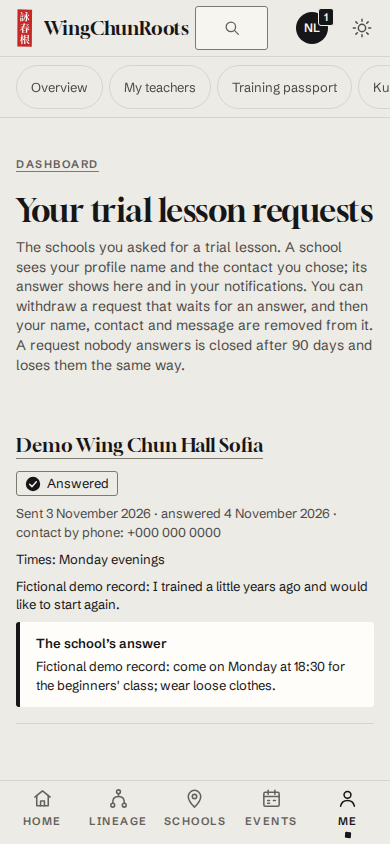 詠春根
WingChunRoots
NL
1
Overview
My teachers
Training passport
Ku
DASHBOARD
Your trial lesson requests
The schools you asked for a trial lesson. A school
sees your profile name and the contact you chose; its
answer shows here and in your notifications. You can
withdraw a request that waits for an answer, and then
your name, contact and message are removed from it.
A request nobody answers is closed after 90 days and
loses them the same way.
Demo Wing Chun Hall Sofia
Answered
Sent 3 November 2026 · answered 4 November 2026 ·
contact by phone: +000 000 0000
Times: Monday evenings
Fictional demo record: I trained a little years ago and would
like to start again.
The school’s answer
Fictional demo record: come on Monday at 18:30 for
the beginners' class; wear loose clothes.
HOME
LINEAGE
SCHOOLS
EVENTS
ME